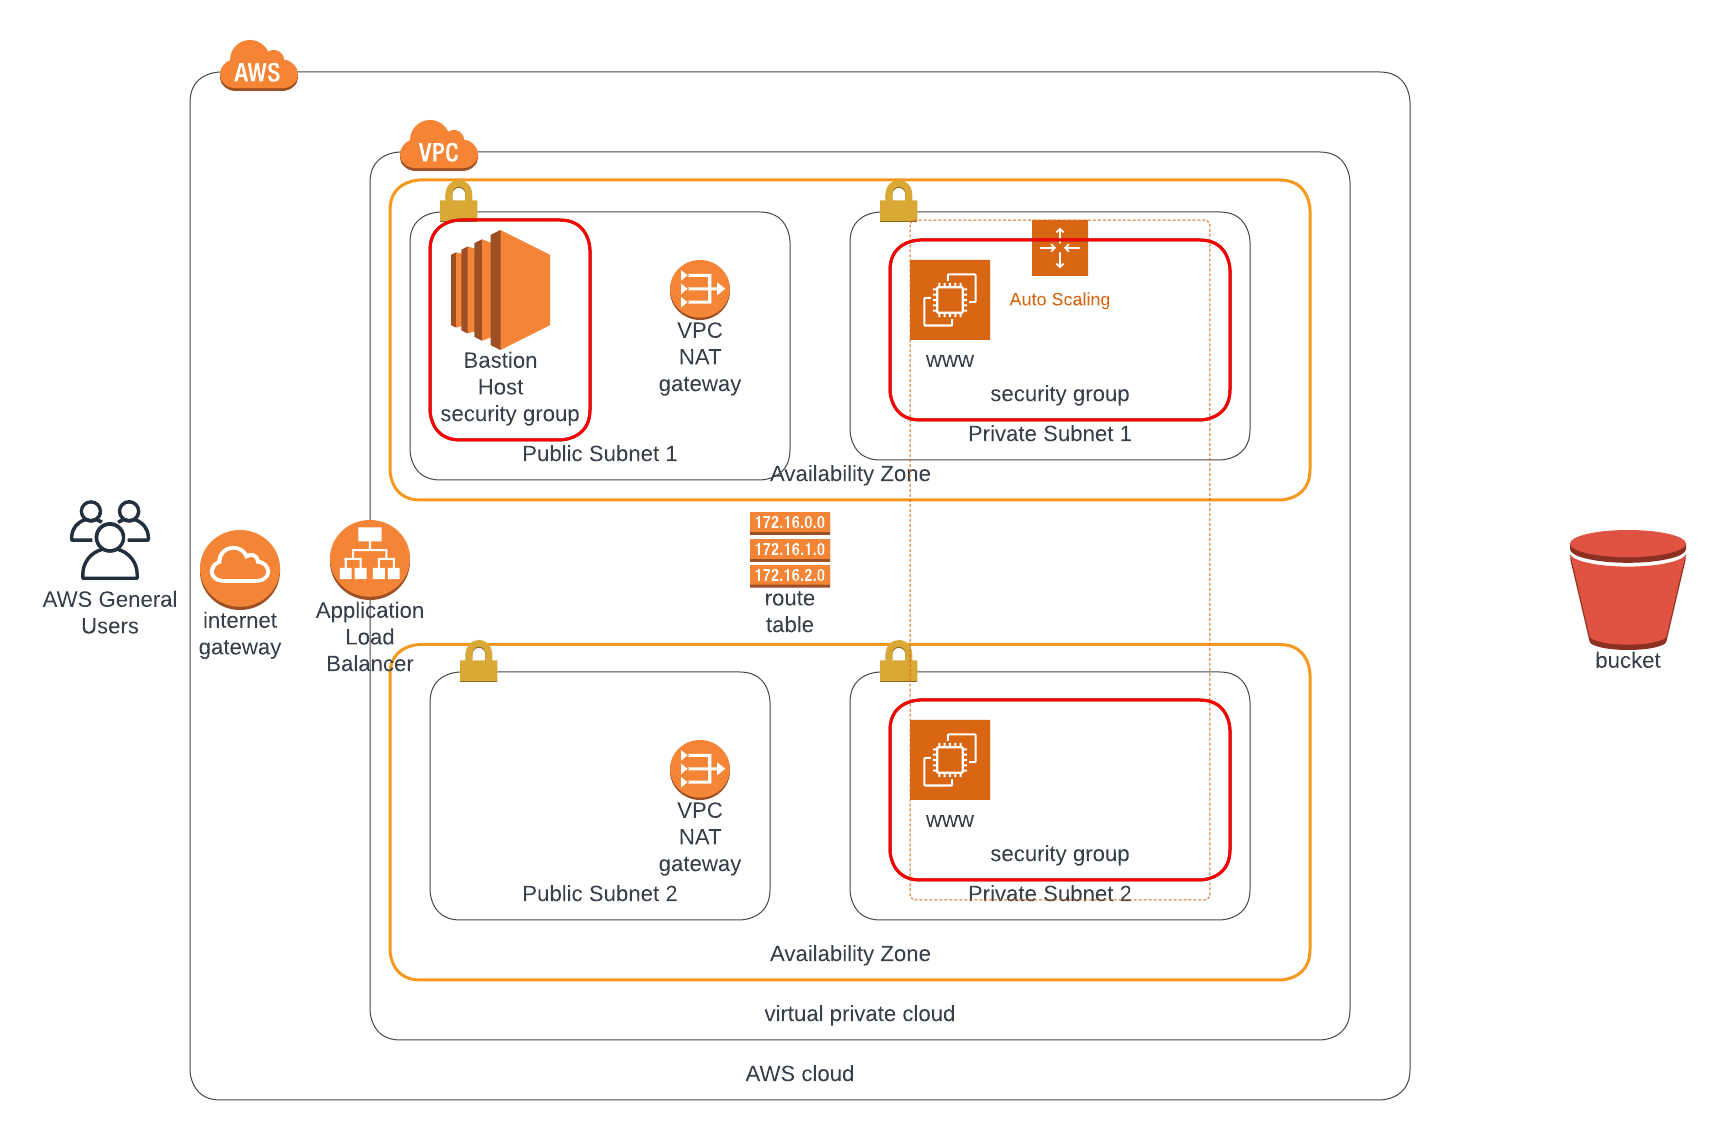 AWS
VPC
Bastion
Host
security group
VPC
NAT
gateway
Public Subnet 1
Auto Scaling
www
security group
Private Subnet 1
Availability Zone
AWS General
Users
internet
gateway
Application
Load
Balancer
172.16.0.0
172.16.1.0
172.16.2.0
route
table
bucket
VPC
NAT
gateway
Public Subnet 2
www
security group
Private Subnet 2
Availability Zone
virtual private cloud
AWS cloud